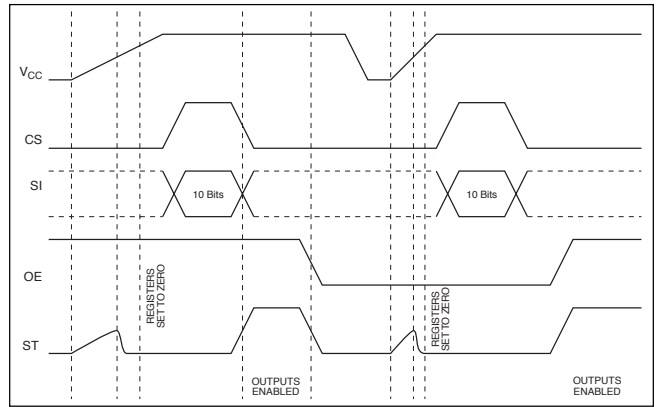 VCC
CS
SI
10 Bits
10 Bits
OE
REGISTERS
SET TO ZERO
REGISTERS
SET TO ZERO
ST
OUTPUTS
ENABLED
OUTPUTS
ENABLED